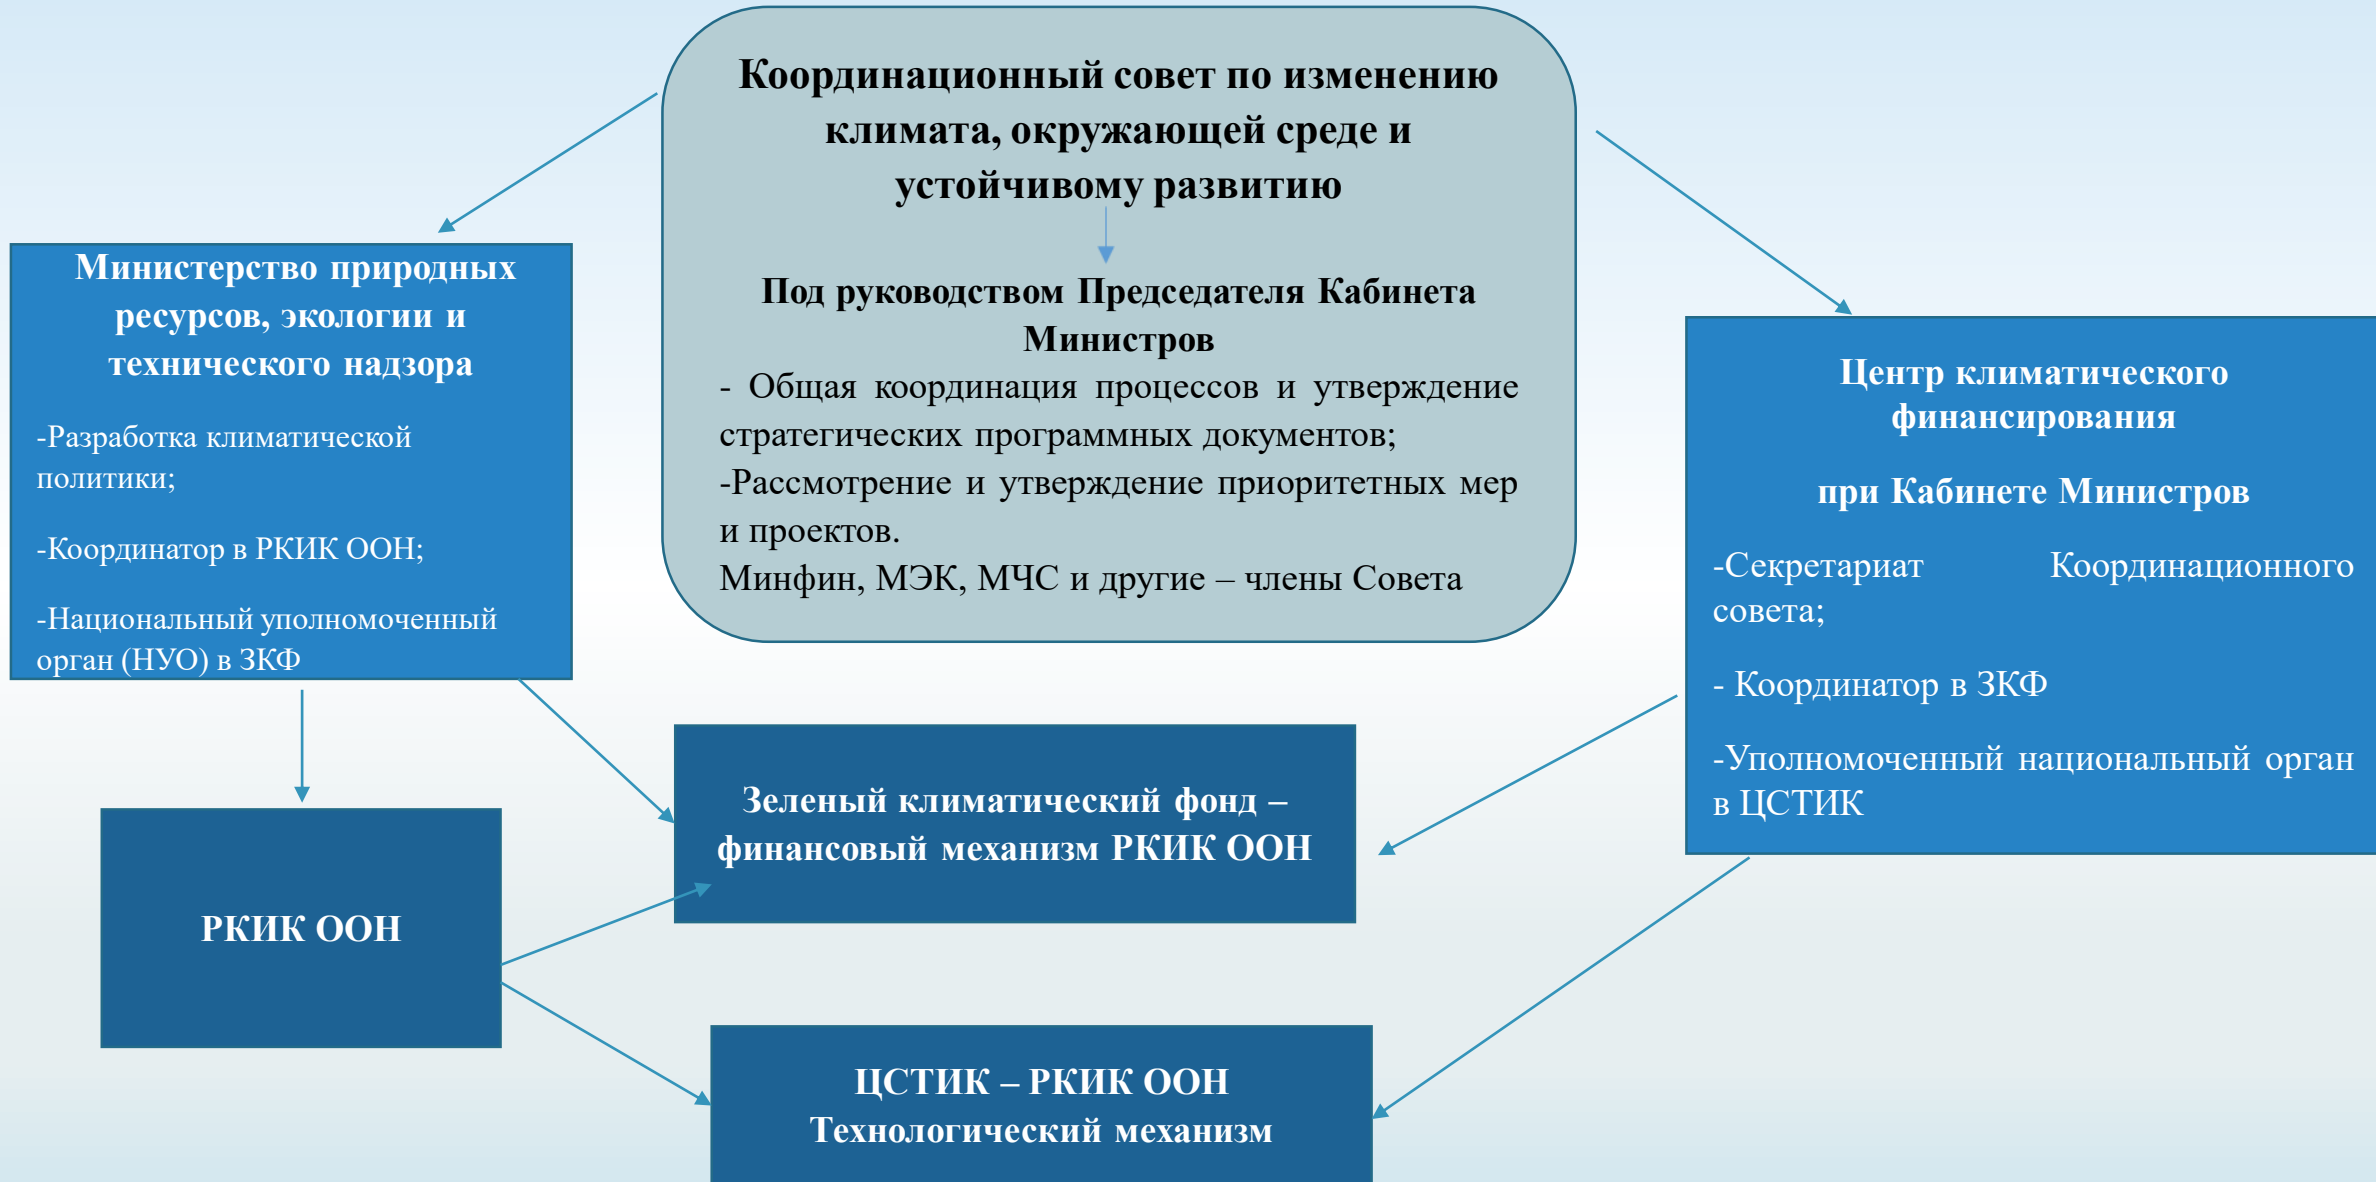 Координационный совет по изменению
климата, окружающей среде и
устойчивому развитию
Под руководством Председателя Кабинета
Министров
- Общая координация процессов и утверждение
стратегических программных документов;
-Рассмотрение и утверждение приоритетных мер
и проектов.
Минфин, МЭК, МЧС и другие – члены Совета
Министерство природных
ресурсов, экологии и
технического надзора
-Разработка климатической
политики;
-Координатор в РКИК ООН;
-Национальный уполномоченный
орган (НУО) в ЗКФ
Центр климатического
финансирования
при Кабинете Министров
-Секретариат Координационного
совета;
- Координатор в ЗКФ
-Уполномоченный национальный орган
в ЦСТИК
Зеленый климатический фонд –
финансовый механизм РКИК ООН
РКИК ООН
ЦСТИК – РКИК ООН
Технологический механизм